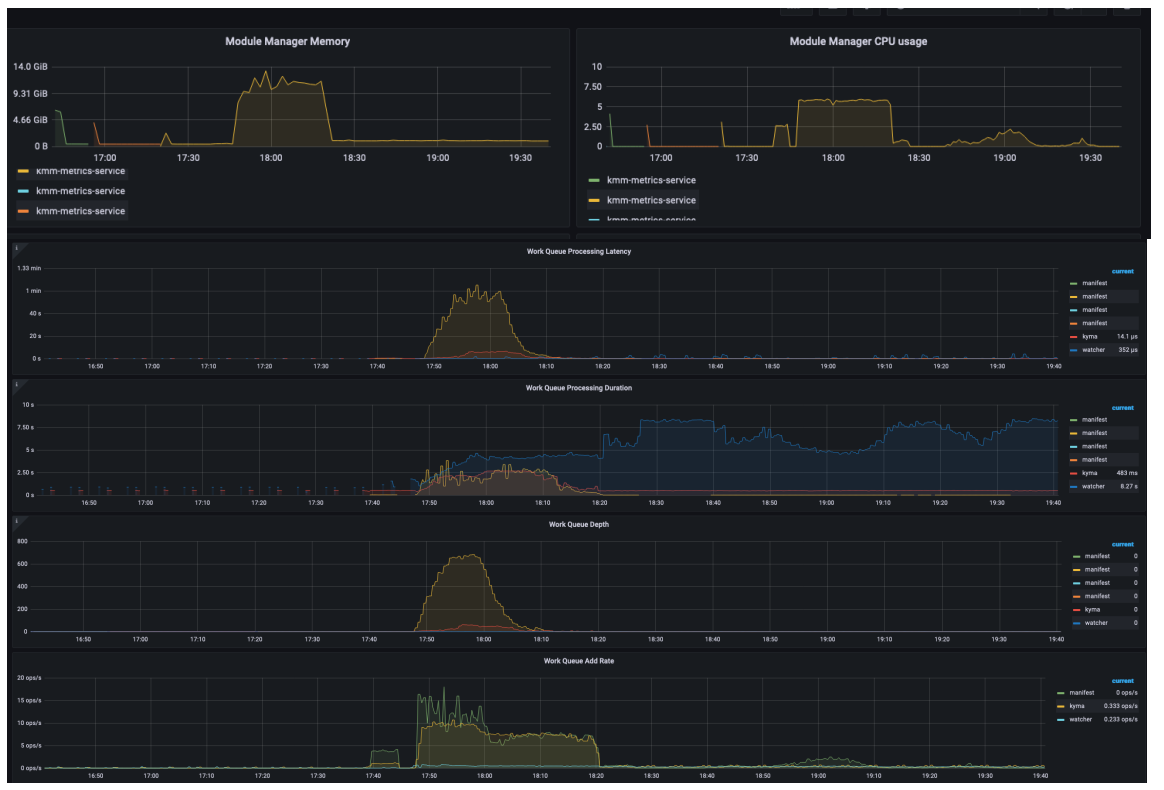 Module Manager Memory
14.0 GiB
9.31 GiB
4.66 GiB
0 B
17:00 17:30 18:00 18:30 19:00 19:30
kmm-metrics-service
kmm-metrics-service
kmm-metrics-service
Module Manager CPU usage
10
7.50
5
2.50
0
17:00 17:30 18:00 18:30 19:00 19:30
kmm-metrics-service
kmm-metrics-service
kmm-metrics-service
Work Queue Processing Latency
1.33 min
1 min
40 s
20 s
0 s
16:50 17:00 17:10 17:20 17:30 17:40 17:50 18:00 18:10 18:20 18:30 18:40 18:50 19:00 19:10 19:20 19:30 19:40
current
manifest
manifest
manifest
manifest
kyma 14.1 µs
watcher 352 µs
Work Queue Processing Duration
10 s
7.50 s
5 s
2.50 s
0 s
16:50 17:00 17:10 17:20 17:30 17:40 17:50 18:00 18:10 18:20 18:30 18:40 18:50 19:00 19:10 19:20 19:30 19:40
current
manifest
manifest
manifest
manifest
kyma 483 ms
watcher 8.27 s
Work Queue Depth
800
600
400
200
0
16:50 17:00 17:10 17:20 17:30 17:40 17:50 18:00 18:10 18:20 18:30 18:40 18:50 19:00 19:10 19:20 19:30 19:40
current
manifest 0
manifest 0
manifest 0
manifest 0
kyma 0
watcher 0
Work Queue Add Rate
20 ops/s
15 ops/s
10 ops/s
5 ops/s
0 ops/s
16:50 17:00 17:10 17:20 17:30 17:40 17:50 18:00 18:10 18:20 18:30 18:40 18:50 19:00 19:10 19:20 19:30 19:40
current
manifest 0 ops/s
kyma 0.333 ops/s
watcher 0.233 ops/s